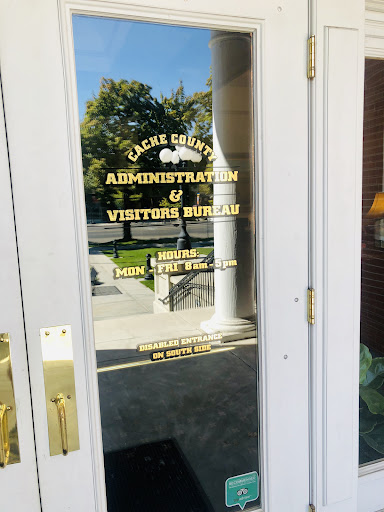 CACHE COUNTY
ADMINISTRATION
&
VISITORS BUREAU
HOURS:
MON - FRI 8am-5pm
DISABLED ENTRANCE
ON SOUTH SIDE